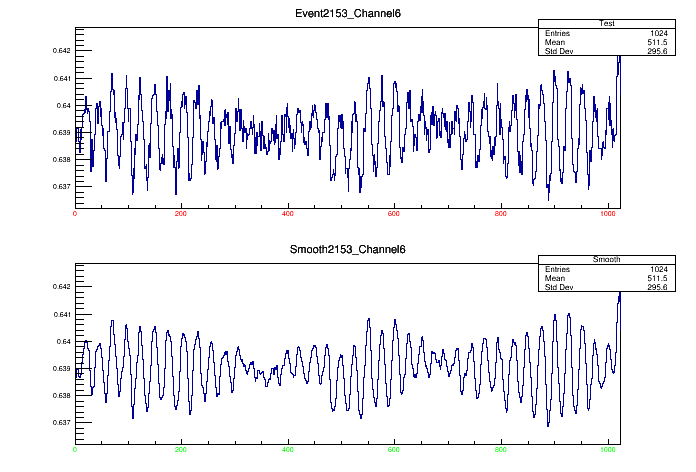 Event2153_Channel6
Test
Entries 1024
Mean 511.5
Std Dev 295.6
0.642
0.641
0.64
0.639
0.638
0.637
0 200 400 600 800 1000
Smooth2153_Channel6
Smooth
Entries 1024
Mean 511.5
Std Dev 295.6
0.642
0.641
0.64
0.639
0.638
0.637
0 200 400 600 800 1000